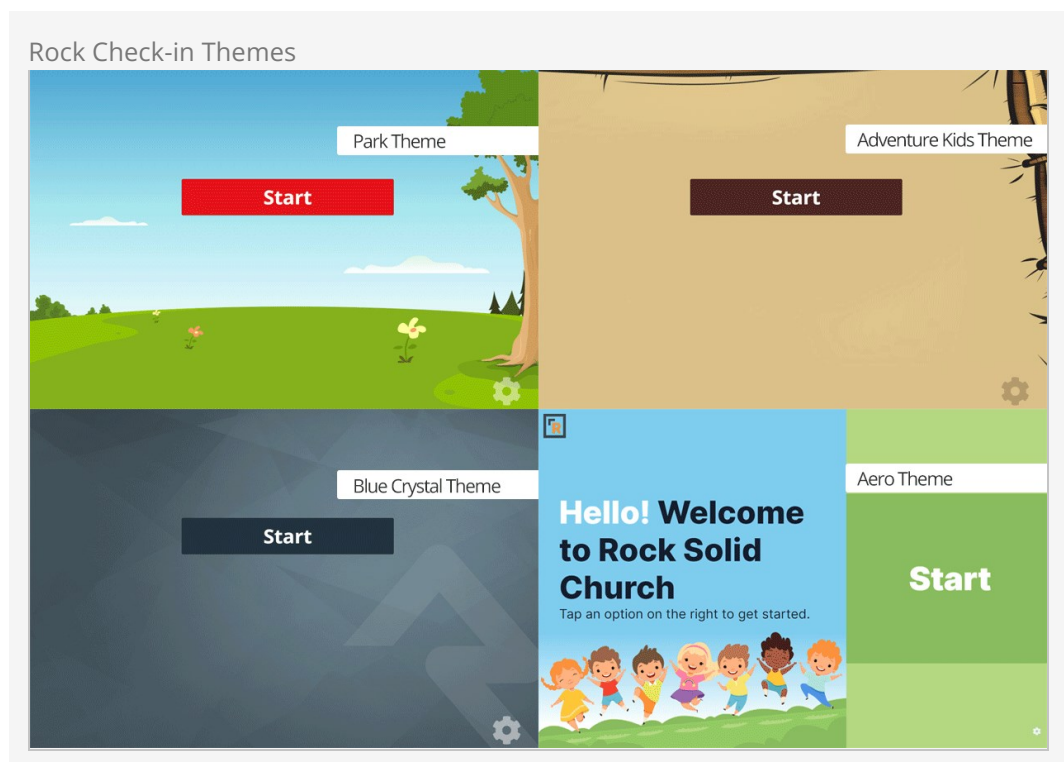 Rock Check-in Themes
Park Theme
Start
Adventure Kids Theme
Start
Blue Crystal Theme
Start
R
Hello! Welcome
to Rock Solid
Church
Tap an option on the right to get started.
Aero Theme
Start